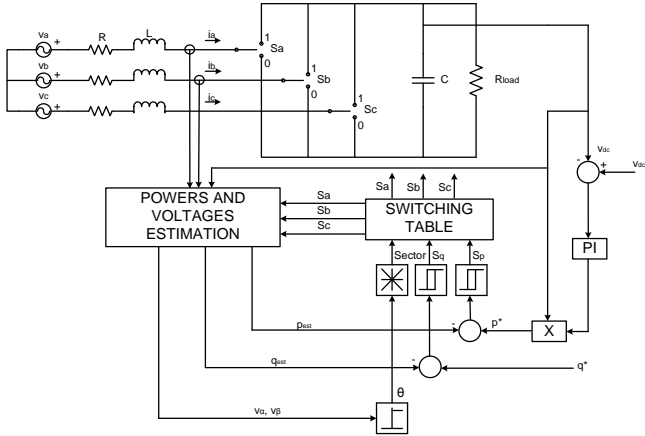 va + R L ia 1 Sa 0
vb + ib 1 Sb 0
vc + ic 1 Sc 0
C Rload
vdc
- + vdc
Sa Sb Sc
POWERS AND
VOLTAGES
ESTIMATION
Sa
Sb
Sc
SWITCHING
TABLE
PI
Sector Sq Sp
pest - p* X
qest - q*
θ
vα, vβ